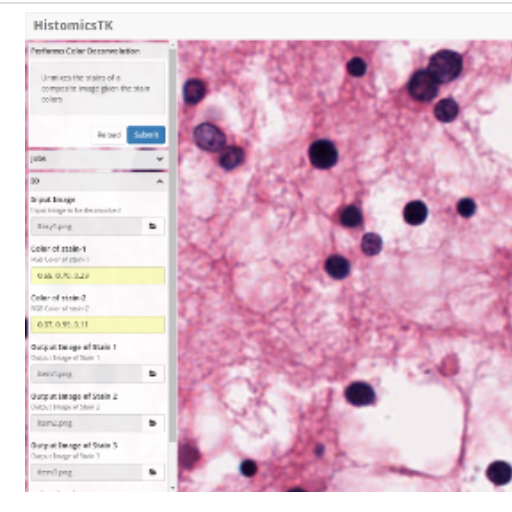 HistomicsTK
Performs Color Deconvolution
Unmixes the stains of a
composite image given the stain
colors
Reload
Submit
Jobs
IO
Input Image
Input image to be deconvolved
Easy1.png
Color of stain-1
RGB Color of stain-1
0.65, 0.70, 0.29
Color of stain-2
RGB Color of stain-2
0.07, 0.99, 0.11
Output Image of Stain 1
Output Image of Stain 1
item1.png
Output Image of Stain 2
Output Image of Stain 2
item2.png
Output Image of Stain 3
Output Image of Stain 3
item3.png